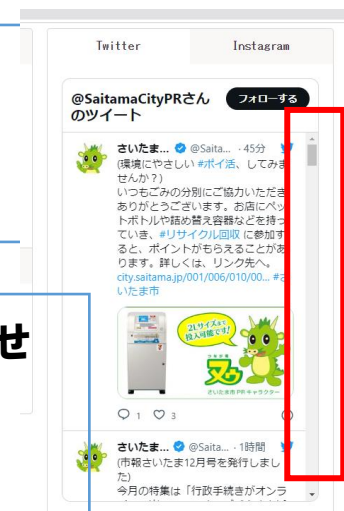 Twitter
Instagram
@SaitamaCityPRさん
のツイート
フォローする
さいたま... @Saita... · 45分
(環境にやさしい #ポイ活、してみま
せんか？)
いつもごみの分別にご協力いただき
ありがとうございます。お店にペッ
トボトルや詰め替え容器などを持っ
ていき、#リサイクル回収 に参加す
ると、ポイントがもらえることがあ
ります。詳しくは、リンク先へ。
city.saitama.jp/001/006/010/00... #さ
いたま市
せ
2Lサイズまで
投入可能です!
つなが竜
ヌゥ
さいたま市PRキャラクター
1 3
さいたま... @Saita... · 1時間
(市報さいたま12月号を発行しまし
た)
今月の特集は「行政手続きがオンラ